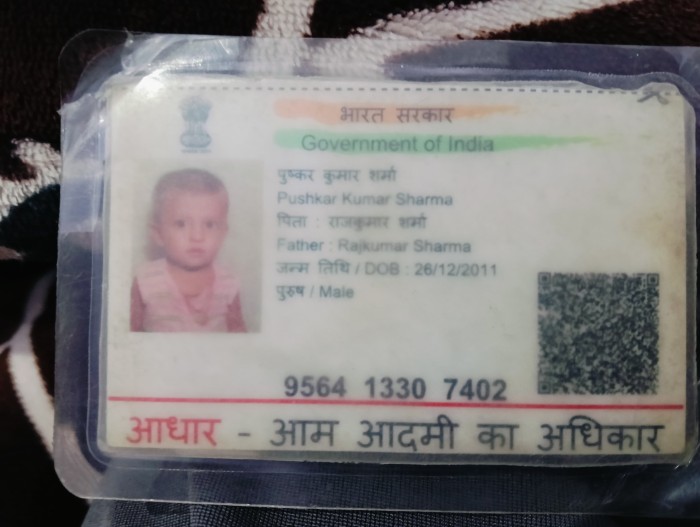 भारत सरकार
Government of India
पुष्कर कुमार शर्मा
Pushkar Kumar Sharma
पिता : राजकुमार शर्मा
Father : Rajkumar Sharma
जन्म तिथि / DOB : 26/12/2011
पुरुष / Male
9564 1330 7402
आधार - आम आदमी का अधिकार